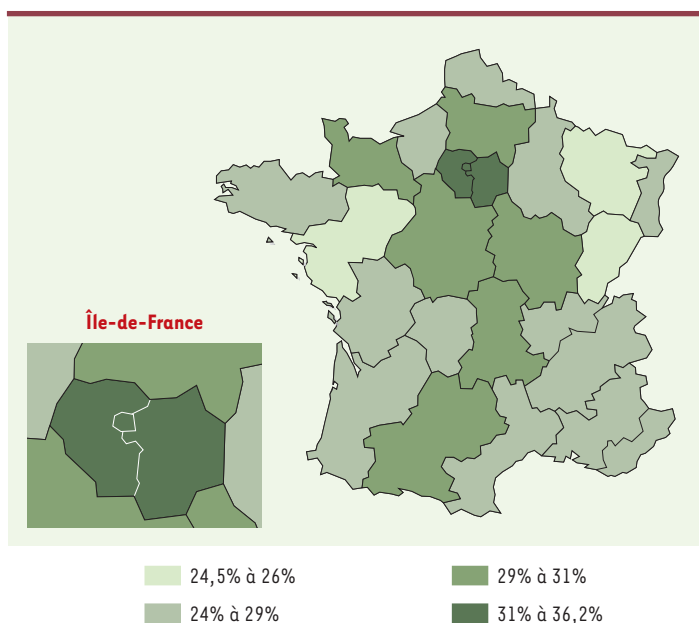 Île-de-France
24,5% à 26%
24% à 29%
29% à 31%
31% à 36,2%